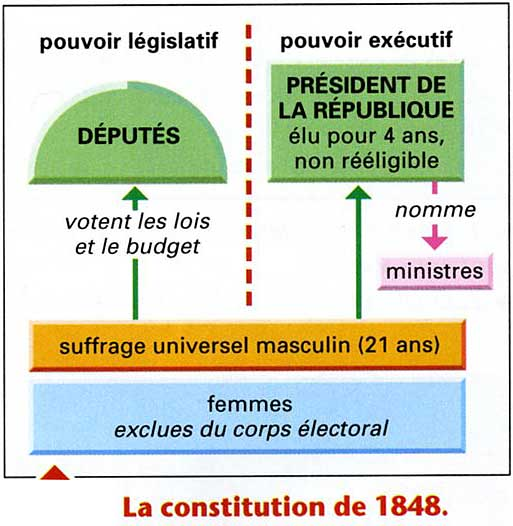 pouvoir législatif
pouvoir exécutif
DÉPUTÉS
PRÉSIDENT DE
LA RÉPUBLIQUE
élu pour 4 ans,
non rééligible
votent les lois
et le budget
nomme
ministres
suffrage universel masculin (21 ans)
femmes
exclues du corps électoral
La constitution de 1848.